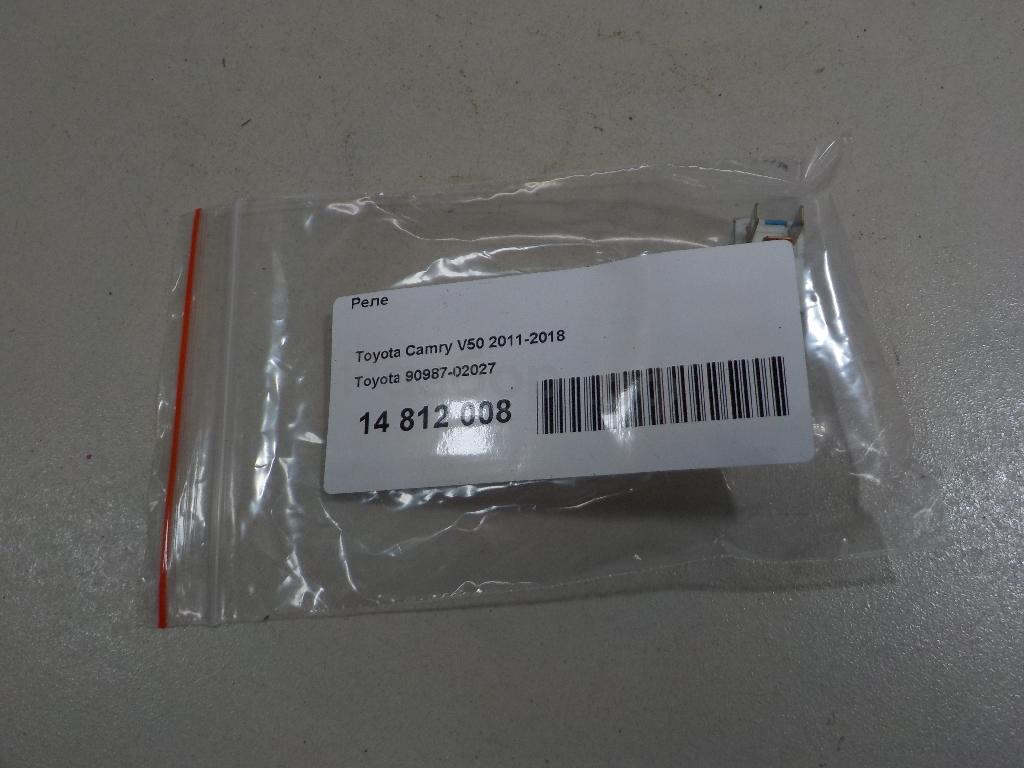 Реле
Toyota Camry V50 2011-2018
Toyota 90987-02027
14 812 008